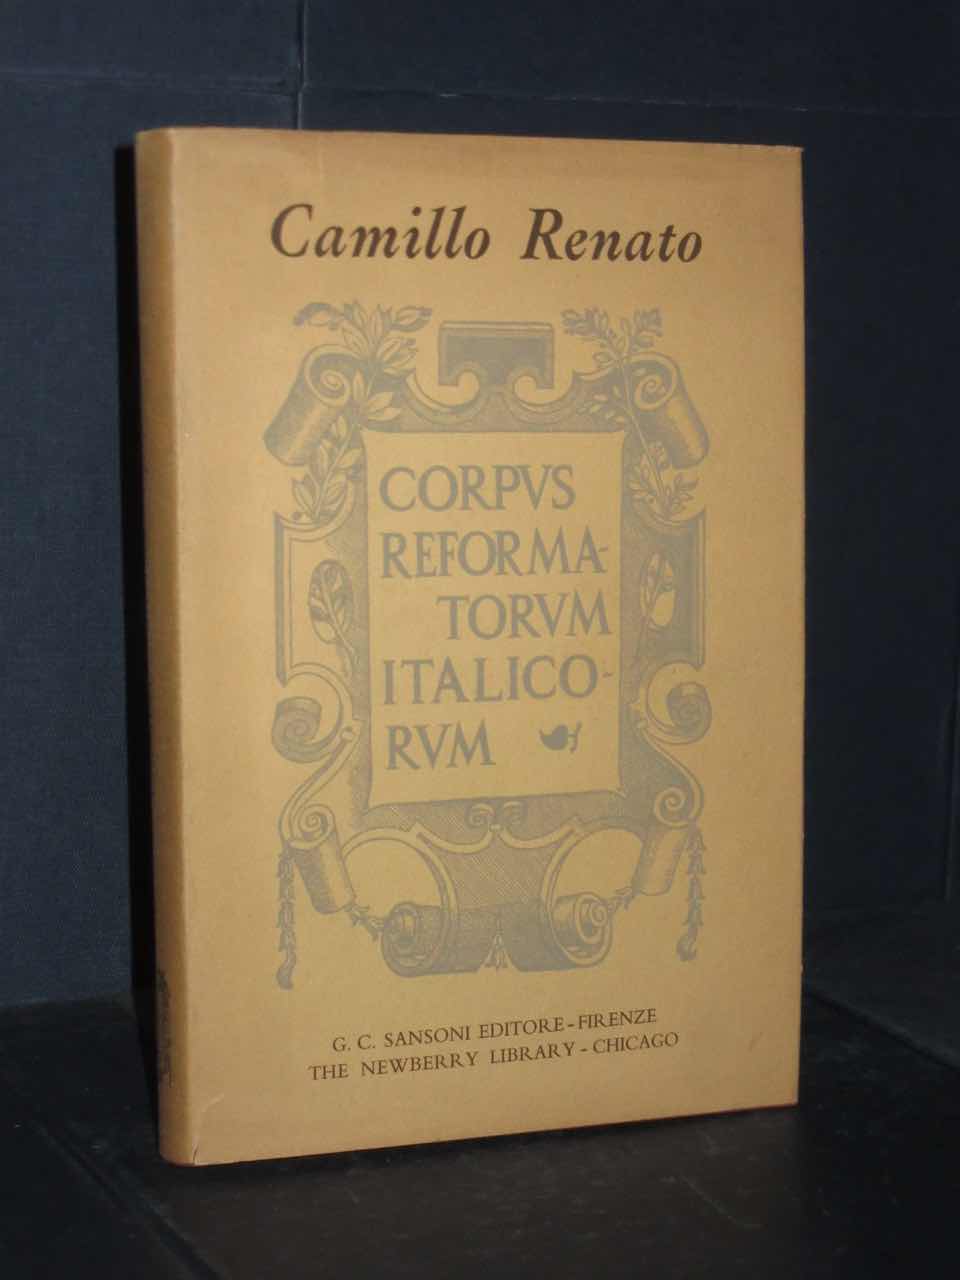 Camillo Renato
CORPVS
REFORMA-
TORVM
ITALICO-
RVM
G. C. SANSONI EDITORE-FIRENZE
THE NEWBERRY LIBRARY-CHICAGO